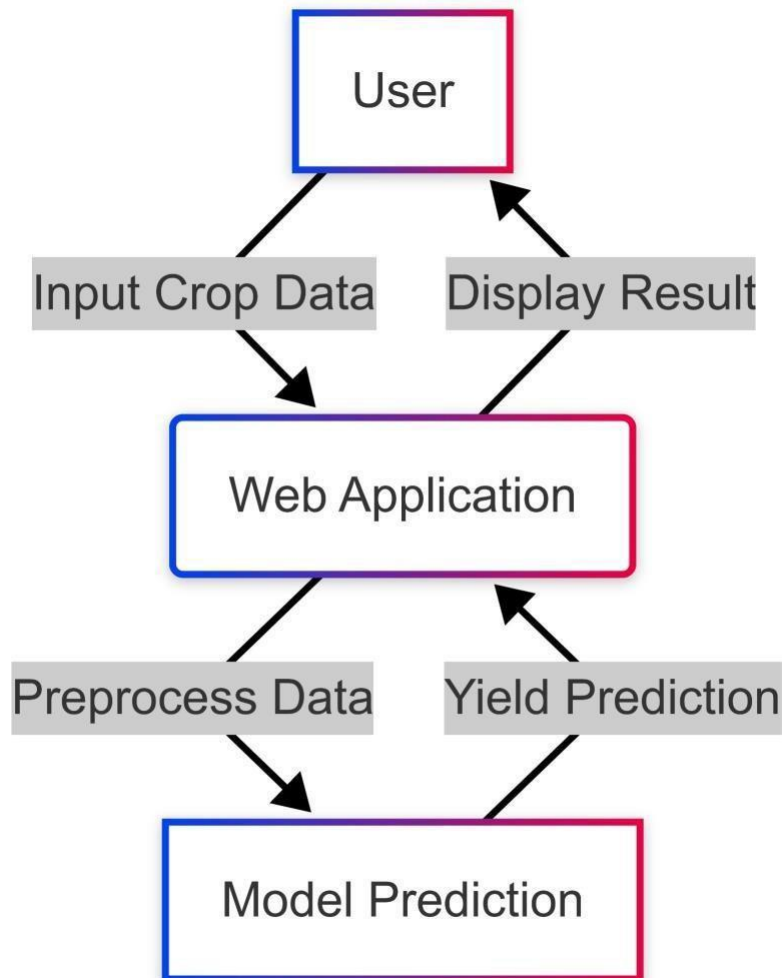 User
Input Crop Data
Display Result
Web Application
Preprocess Data
Yield Prediction
Model Prediction